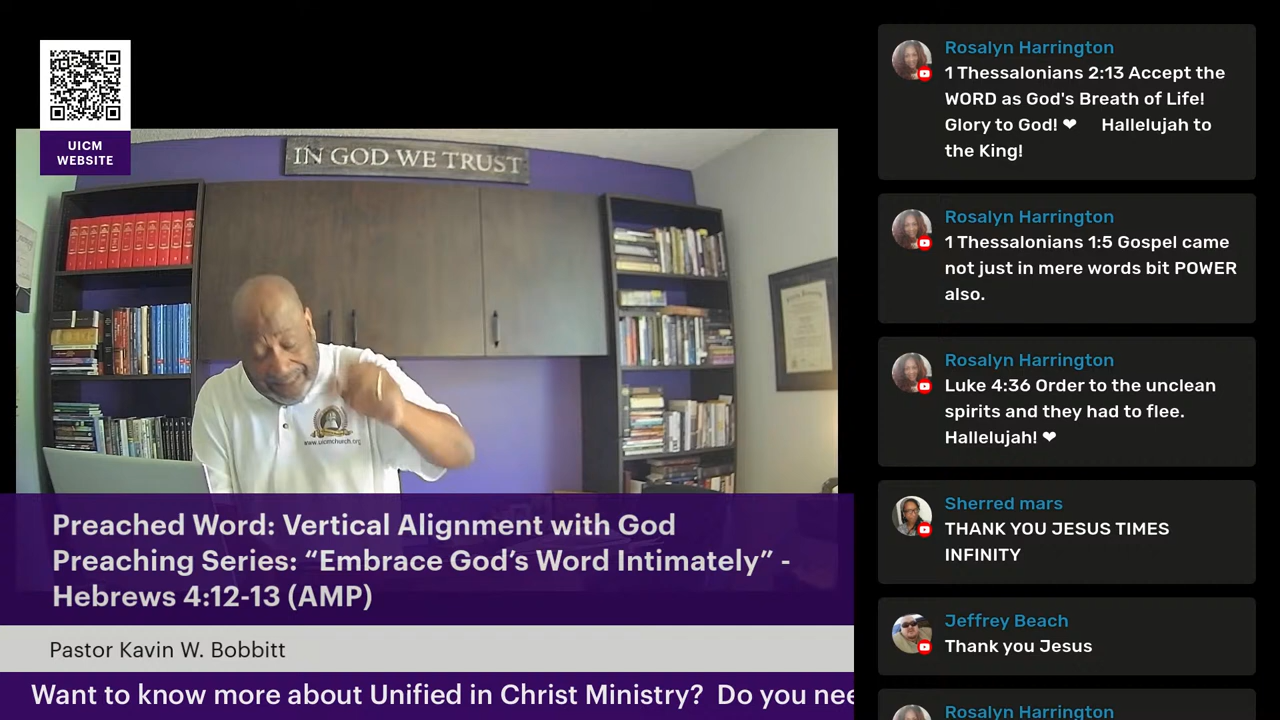 UICM
WEBSITE
IN GOD WE TRUST
www.uicmchurch.org
Preached Word: Vertical Alignment with God
Preaching Series: “Embrace God’s Word Intimately” -
Hebrews 4:12-13 (AMP)
Pastor Kavin W. Bobbitt
Want to know more about Unified in Christ Ministry? Do you nee
Rosalyn Harrington
1 Thessalonians 2:13 Accept the
WORD as God's Breath of Life!
Glory to God! ❤ Hallelujah to
the King!
Rosalyn Harrington
1 Thessalonians 1:5 Gospel came
not just in mere words bit POWER
also.
Rosalyn Harrington
Luke 4:36 Order to the unclean
spirits and they had to flee.
Hallelujah! ❤
Sherred mars
THANK YOU JESUS TIMES
INFINITY
Jeffrey Beach
Thank you Jesus
Rosalyn Harrington